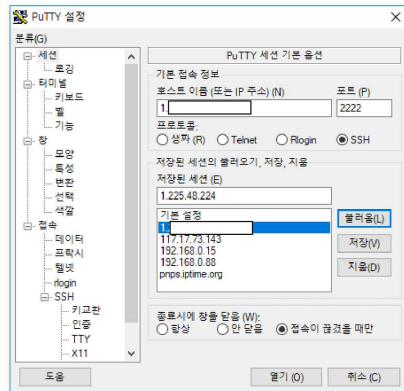 PuTTY 설정
분류(G)
세션
로깅
터미널
키보드
벨
기능
창
모양
특성
변환
선택
색깔
접속
데이터
프락시
텔넷
rlogin
SSH
키교환
인증
TTY
X11
PuTTY 세션 기본 옵션
기본 접속 정보
호스트 이름 (또는 IP 주소) (N) 포트 (P)
1. 2222
프로토콜:
생짜 (R) Telnet Rlogin SSH
저장된 세션의 불러오기, 저장, 지움
저장된 세션 (E)
1.225.48.224
기본 설정
1.
117.17.73.143
192.168.0.15
192.168.0.88
pnps.iptime.org
불러옴(L)
저장(V)
지움(D)
종료시에 창을 닫음 (W):
항상 안 닫음 접속이 끊겼을 때만
도움 열기 (O) 취소 (C)